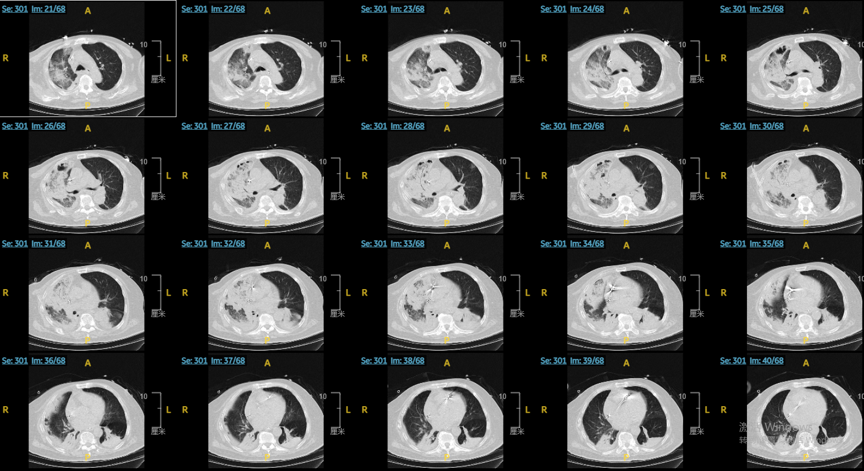 Se: 301 Im: 21/68 A Se: 301 Im: 22/68 A Se: 301 Im: 23/68 A Se: 301 Im: 24/68 A Se: 301 Im: 25/68 A
R 10 L R 10 L R 10 L R 10 L R 10 L
厘米 厘米 厘米 厘米 厘米
P P P P P
Se: 301 Im: 26/68 A Se: 301 Im: 27/68 A Se: 301 Im: 28/68 A Se: 301 Im: 29/68 A Se: 301 Im: 30/68 A
R 10 L R 10 L R 10 L R 10 L R 10 L
厘米 厘米 厘米 厘米 厘米
P P P P P
Se: 301 Im: 31/68 A Se: 301 Im: 32/68 A Se: 301 Im: 33/68 A Se: 301 Im: 34/68 A Se: 301 Im: 35/68 A
R 10 L R 10 L R 10 L R 10 L R 10 L
厘米 厘米 厘米 厘米 厘米
P P P P P
Se: 301 Im: 36/68 A Se: 301 Im: 37/68 A Se: 301 Im: 38/68 A Se: 301 Im: 39/68 A Se: 301 Im: 40/68 A
R 10 L R 10 L R 10 L R 10 L R 10 L
厘米 厘米 厘米 厘米
P P P P P
Windows